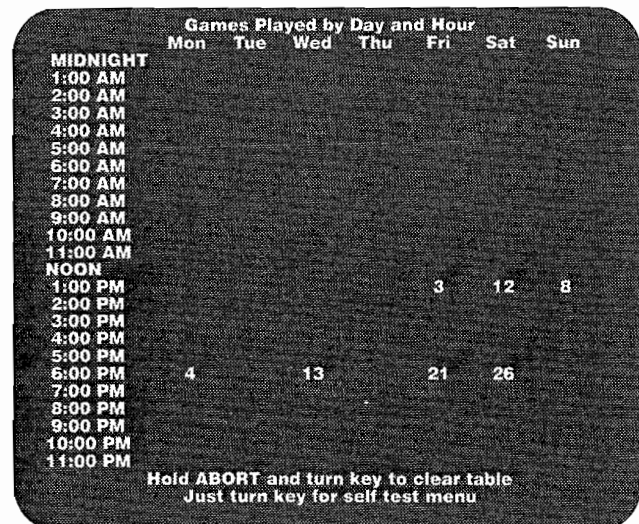 Games Played by Day and Hour
Mon Tue Wed Thu Fri Sat Sun
MIDNIGHT
1:00 AM
2:00 AM
3:00 AM
4:00 AM
5:00 AM
6:00 AM
7:00 AM
8:00 AM
9:00 AM
10:00 AM
11:00 AM
NOON
1:00 PM 3 12 8
2:00 PM
3:00 PM
4:00 PM
5:00 PM
6:00 PM 4 13 21 26
7:00 PM
8:00 PM
9:00 PM
10:00 PM
11:00 PM
Hold ABORT and turn key to clear table
Just turn key for self test menu